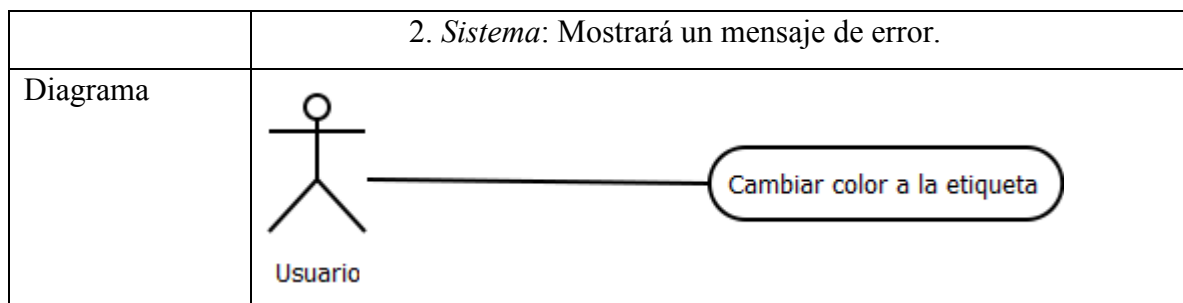 2. Sistema: Mostrará un mensaje de error.
Diagrama
Cambiar color a la etiqueta
Usuario